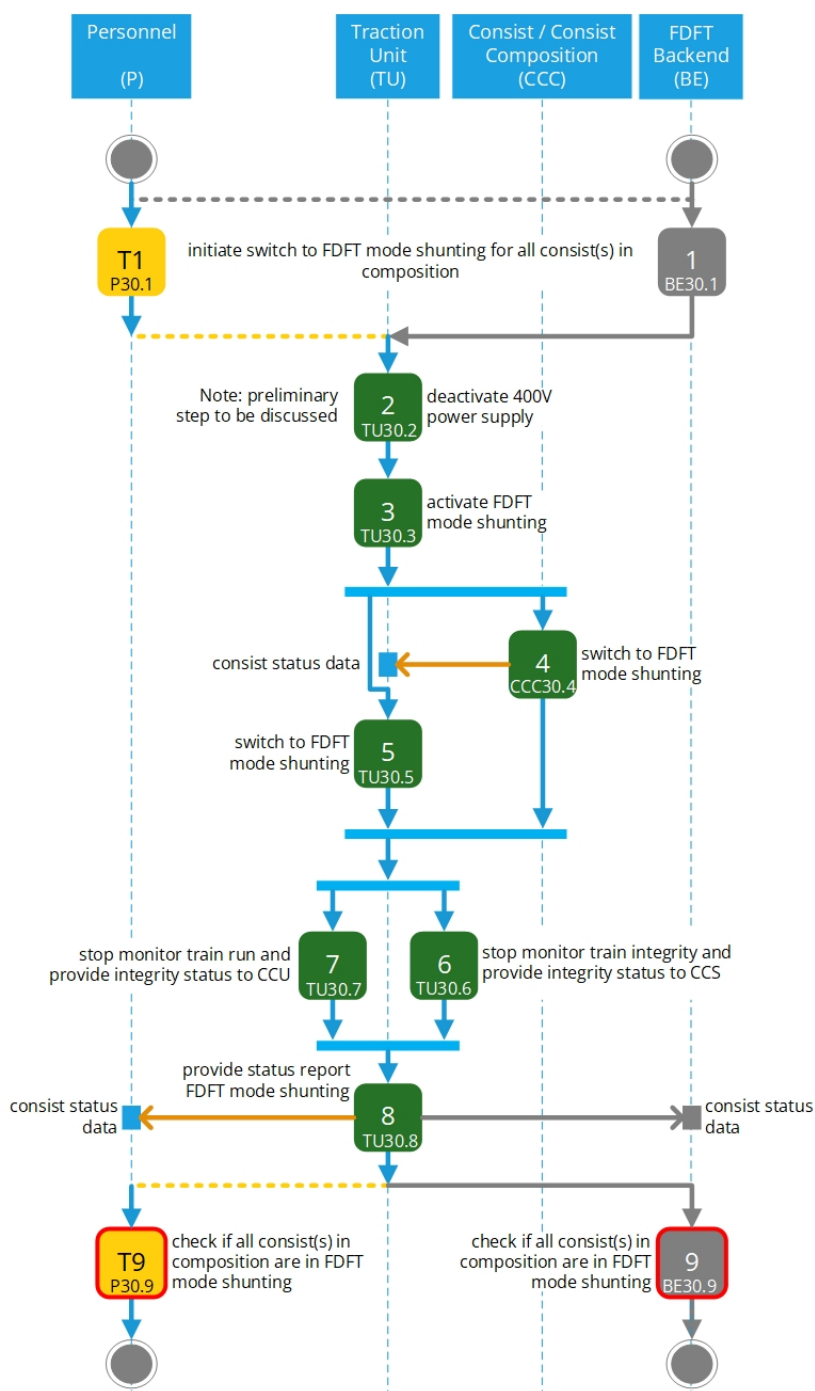 Personnel
(P)
Traction
Unit
(TU)
Consist / Consist
Composition
(CCC)
FDFT
Backend
(BE)
T1
P30.1
initiate switch to FDFT mode shunting for all consist(s) in
composition
1
BE30.1
Note: preliminary
step to be discussed
2
TU30.2
deactivate 400V
power supply
3
TU30.3
activate FDFT
mode shunting
consist status data
4
CCC30.4
switch to FDFT
mode shunting
switch to FDFT
mode shunting
5
TU30.5
stop monitor train run and
provide integrity status to CCU
7
TU30.7
6
TU30.6
stop monitor train integrity and
provide integrity status to CCS
provide status report
FDFT mode shunting
consist status
data
8
TU30.8
consist status
data
T9
P30.9
check if all consist(s) in
composition are in FDFT
mode shunting
check if all consist(s) in
composition are in FDFT
mode shunting
9
BE30.9